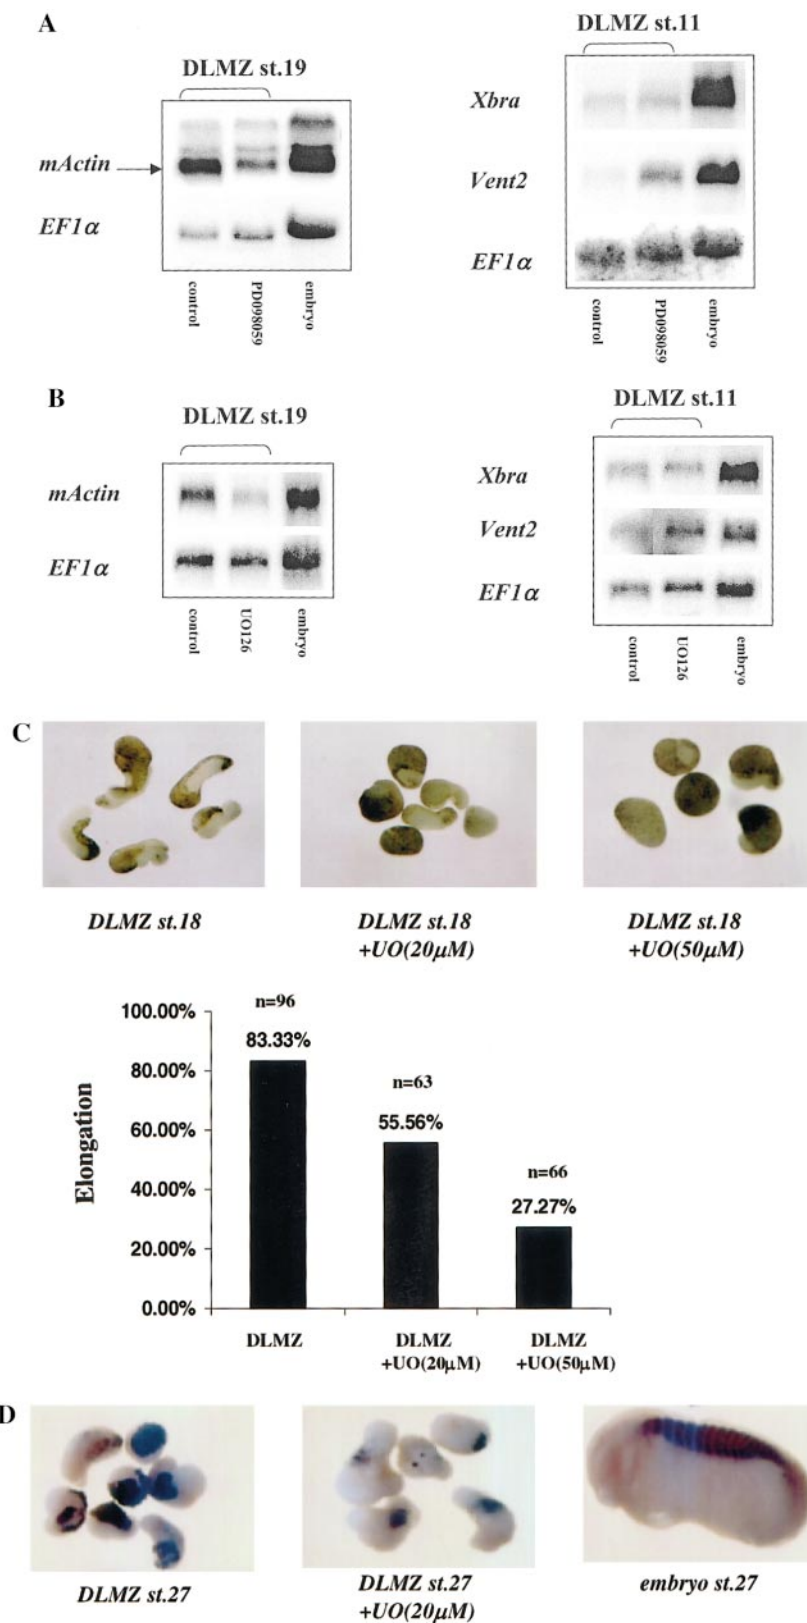 A
DLMZ st.19
mActin
EF1α
control
PD098059
embryo
DLMZ st.11
Xbra
Vent2
EF1α
control
PD098059
embryo
B
DLMZ st.19
mActin
EF1α
control
UO126
embryo
DLMZ st.11
Xbra
Vent2
EF1α
control
UO126
embryo
C
DLMZ st.18
DLMZ st.18
+UO(20µM)
DLMZ st.18
+UO(50µM)
Elongation
100.00%
80.00%
60.00%
40.00%
20.00%
0.00%
n=96
83.33%
n=63
55.56%
n=66
27.27%
DLMZ
DLMZ
+UO(20µM)
DLMZ
+UO(50µM)
D
DLMZ st.27
DLMZ st.27
+UO(20µM)
embryo st.27